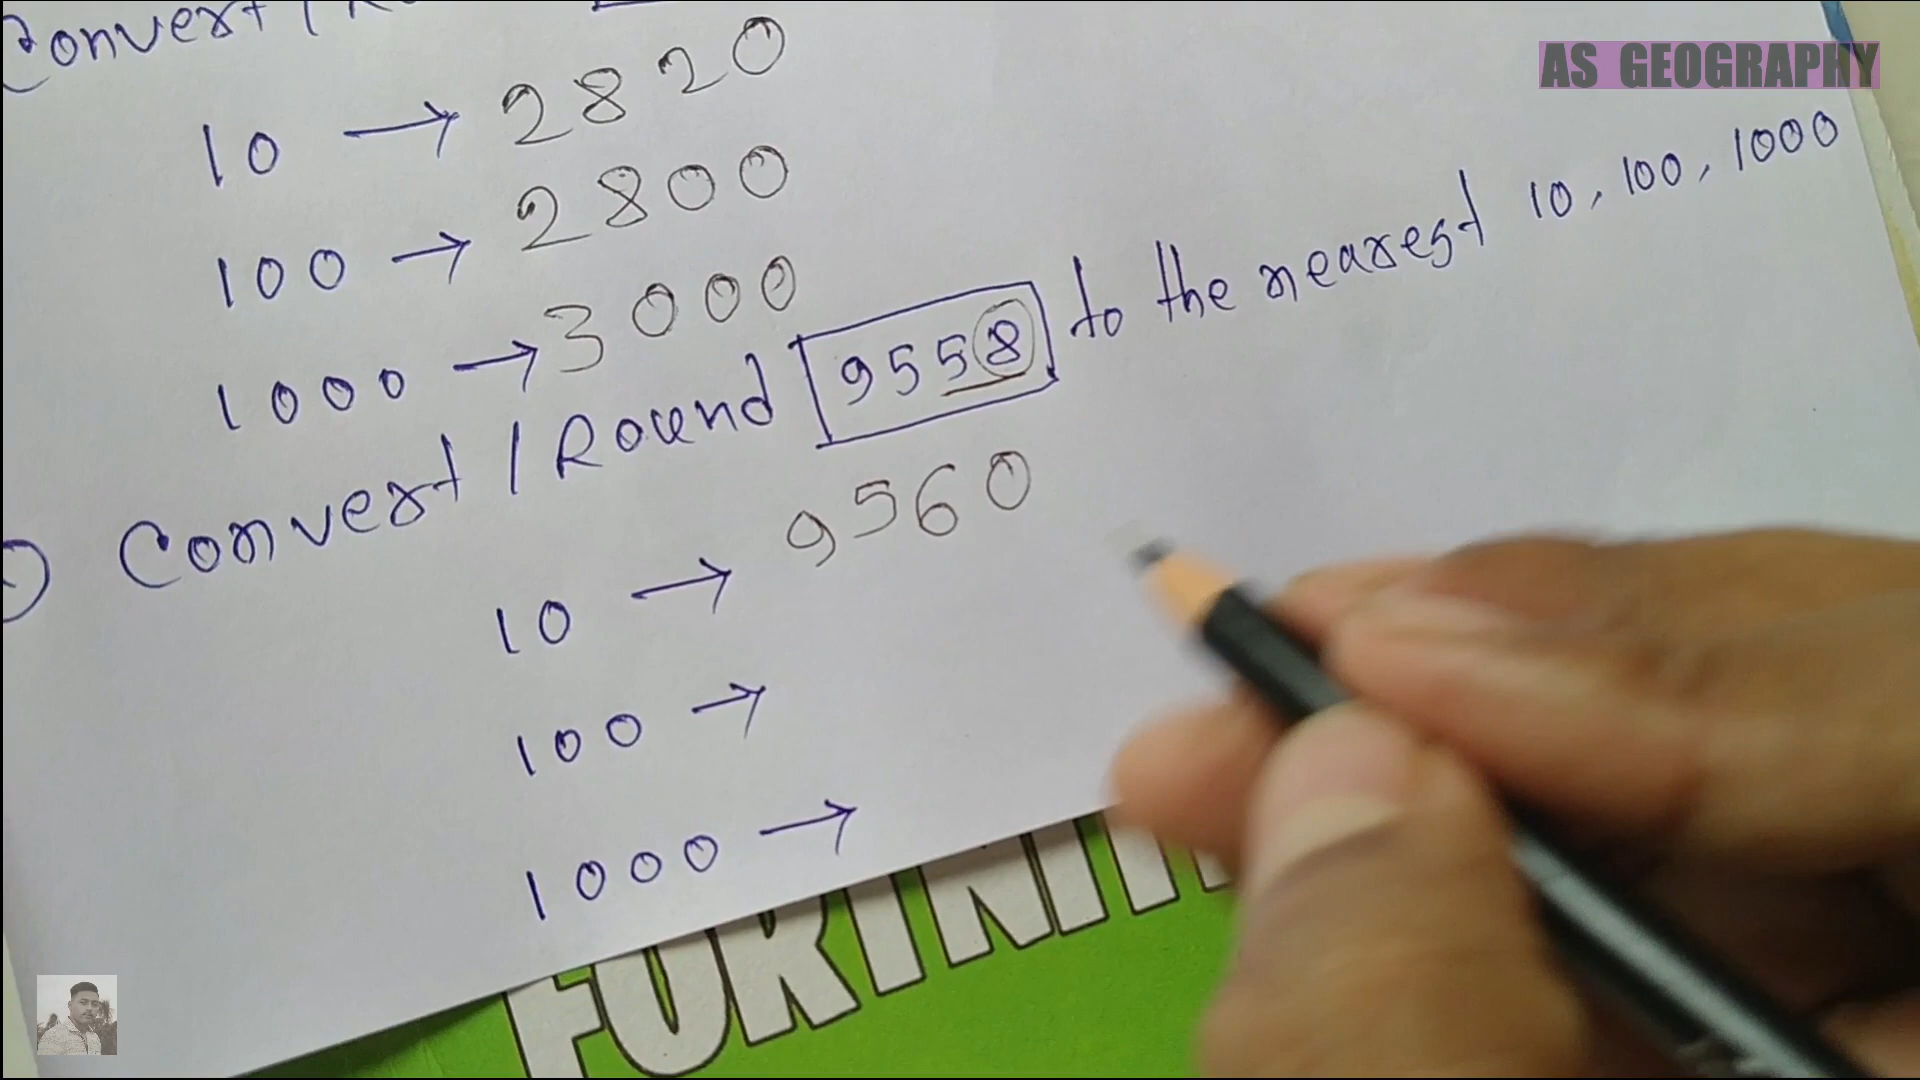 Convert /
10 → 2820
100 → 2800
1000 → 3000
Convert / Round 9558 to the nearest 10, 100, 1000
10 → 9560
100 →
1000 →
AS GEOGRAPHY